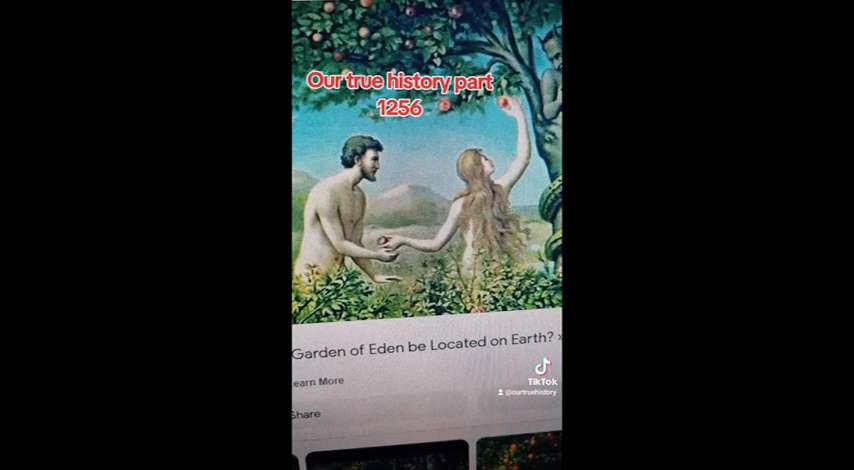 Our true history part
1256
Garden of Eden be Located on Earth?
earn More
Share
TikTok
@ourtruehistory